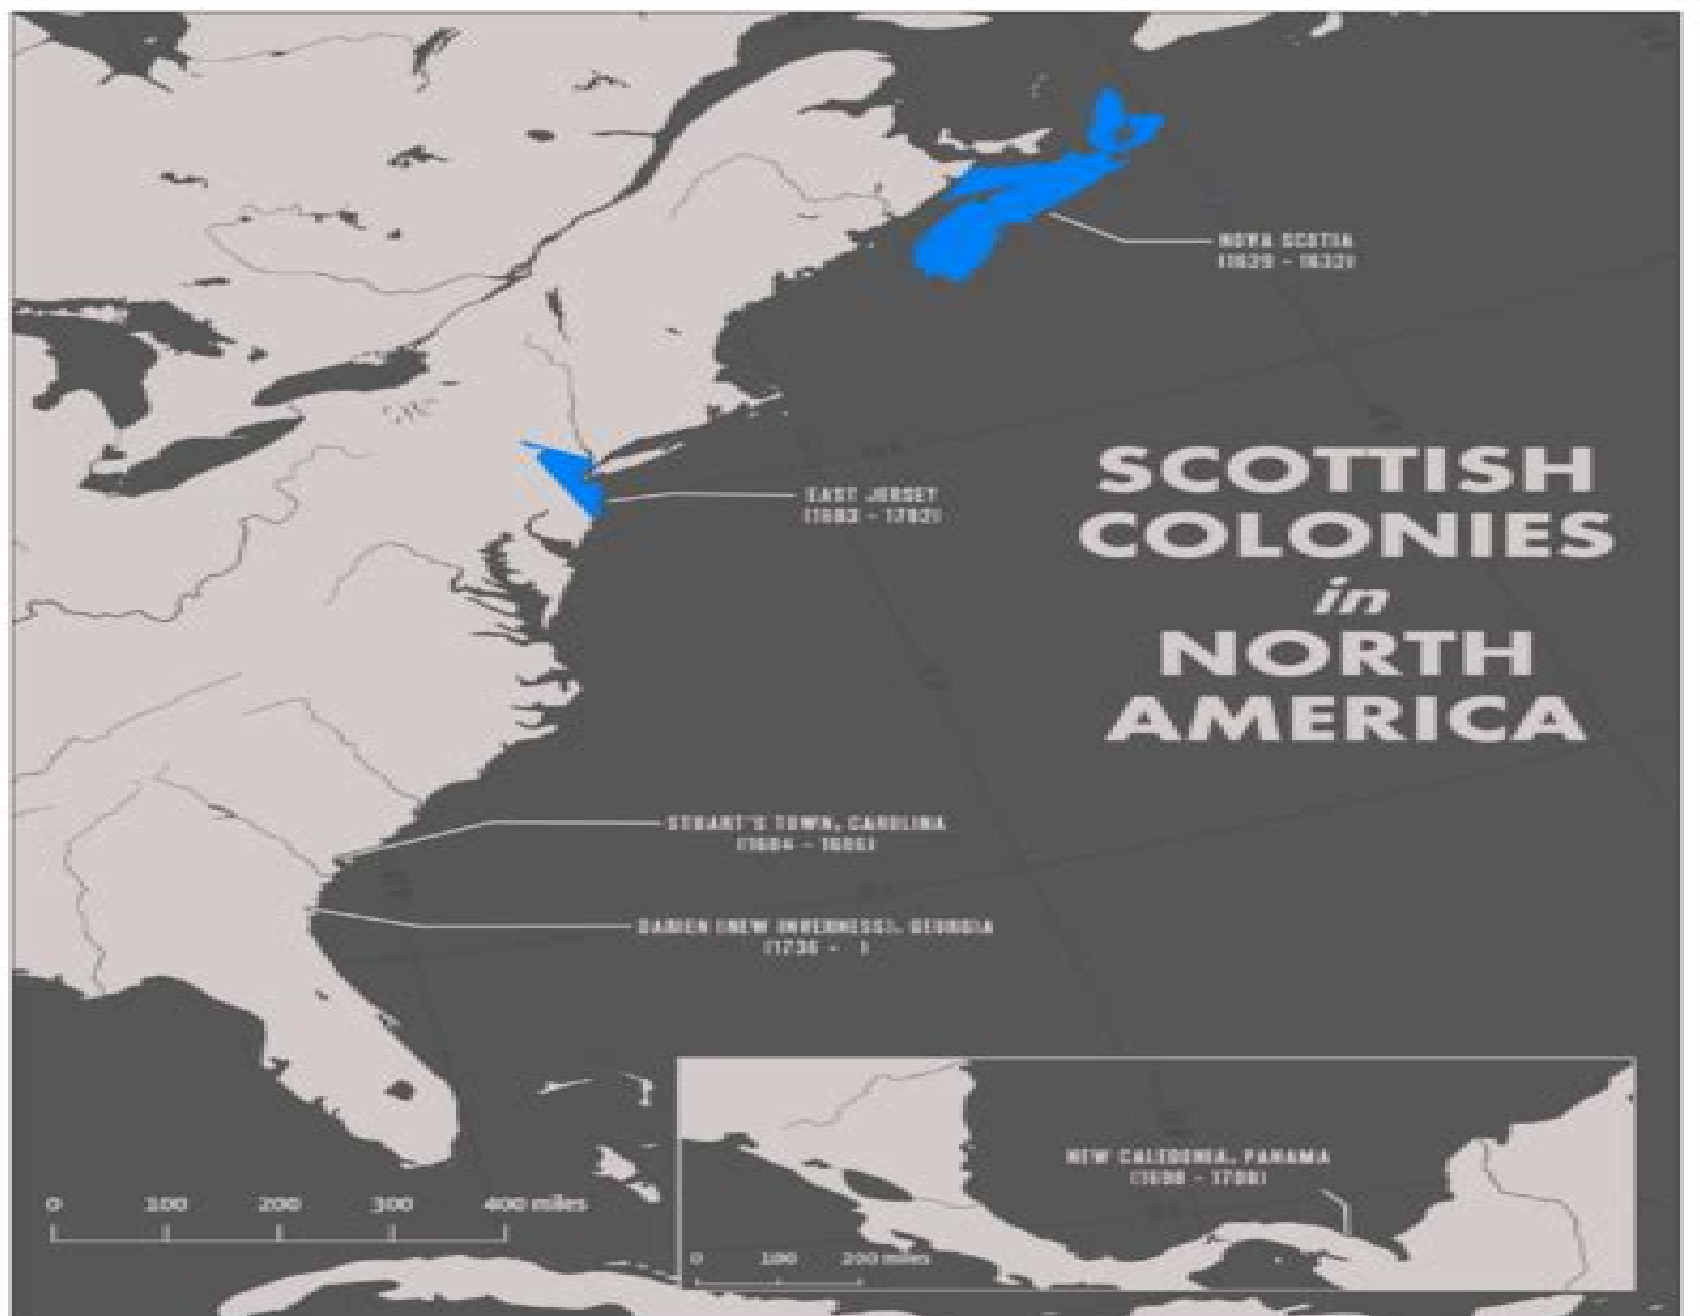 NOVA SCOTIA
(1629 - 1632)
SCOTTISH
COLONIES
in
NORTH
AMERICA
EAST JERSEY
(1683 - 1702)
STUART'S TOWN, CAROLINA
(1684 - 1686)
DARIEN (NEW INVERNESS), GEORGIA
(1736 - )
NEW CALEDONIA, PANAMA
(1698 - 1700)
0 100 200 300 400 miles
0 100 200 miles